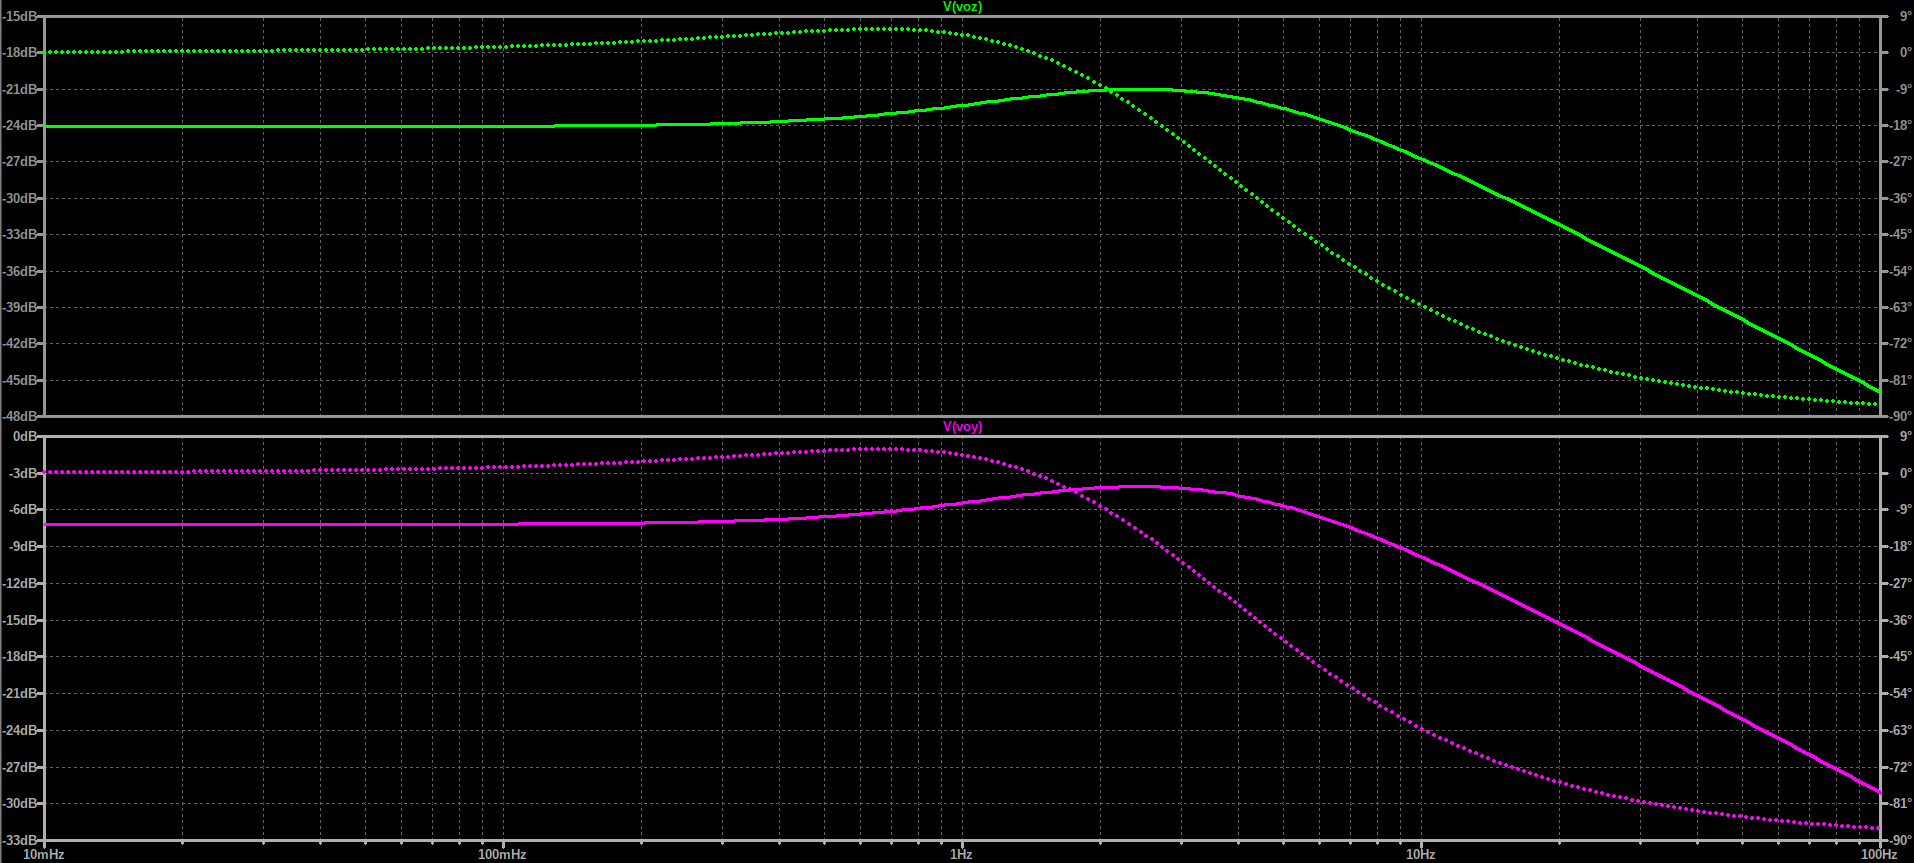 V(voz)
-15dB 9°
-18dB 0°
-21dB -9°
-24dB -18°
-27dB -27°
-30dB -36°
-33dB -45°
-36dB -54°
-39dB -63°
-42dB -72°
-45dB -81°
-48dB -90°
V(voy)
0dB 9°
-3dB 0°
-6dB -9°
-9dB -18°
-12dB -27°
-15dB -36°
-18dB -45°
-21dB -54°
-24dB -63°
-27dB -72°
-30dB -81°
-33dB -90°
10mHz 100mHz 1Hz 10Hz 100Hz